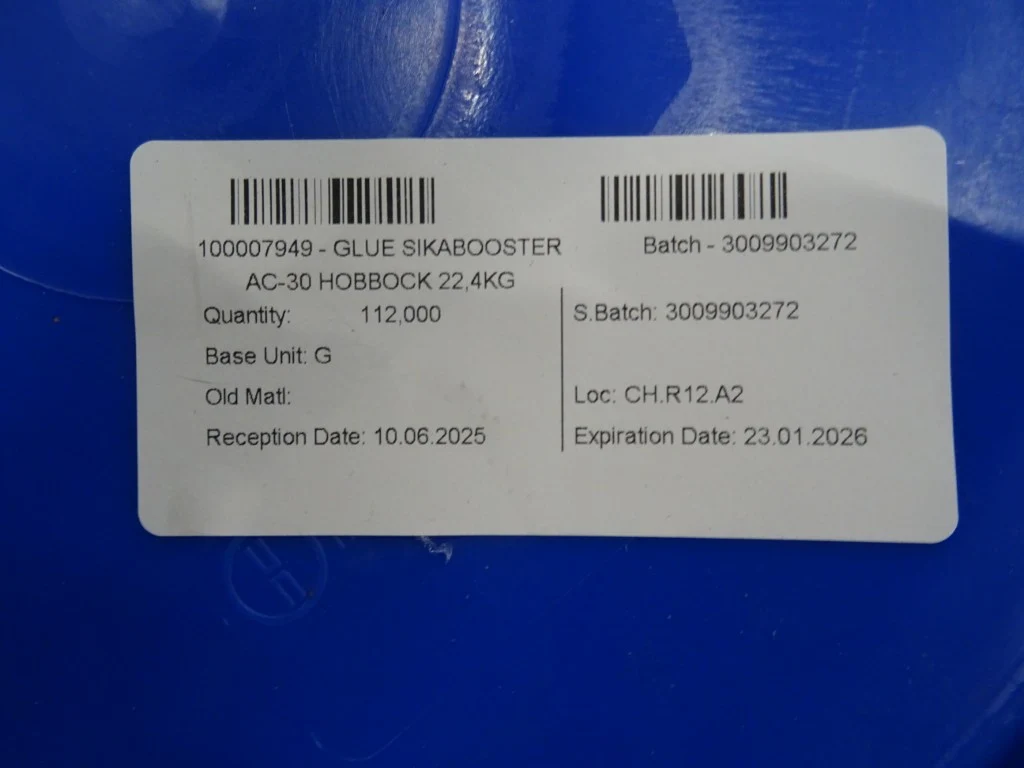 100007949 - GLUE SIKABOOSTER
AC-30 HOBBOCK 22,4KG
Quantity: 112,000
Base Unit: G
Old Matl:
Reception Date: 10.06.2025
Batch - 3009903272
S.Batch: 3009903272
Loc: CH.R12.A2
Expiration Date: 23.01.2026